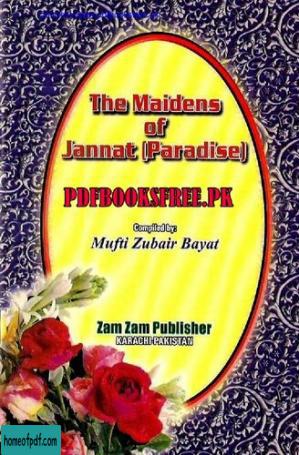 The Maidens
of
Jannat (Paradise)
PDFBOOKSFREE.PK
Compiled by:
Mufti Zubair Bayat
Zam Zam Publisher
KARACHI-PAKISTAN
homeofpdf.com